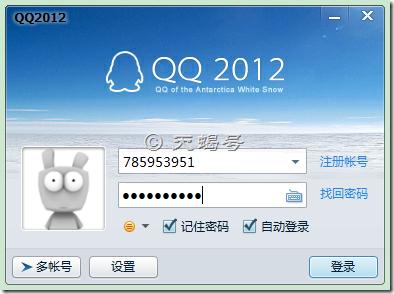 QQ2012
QQ 2012
QQ of the Antarctica White Snow
© 天蝎号
785953951
注册帐号
●●●●●●●●●●
找回密码
记住密码
自动登录
多帐号
设置
登录